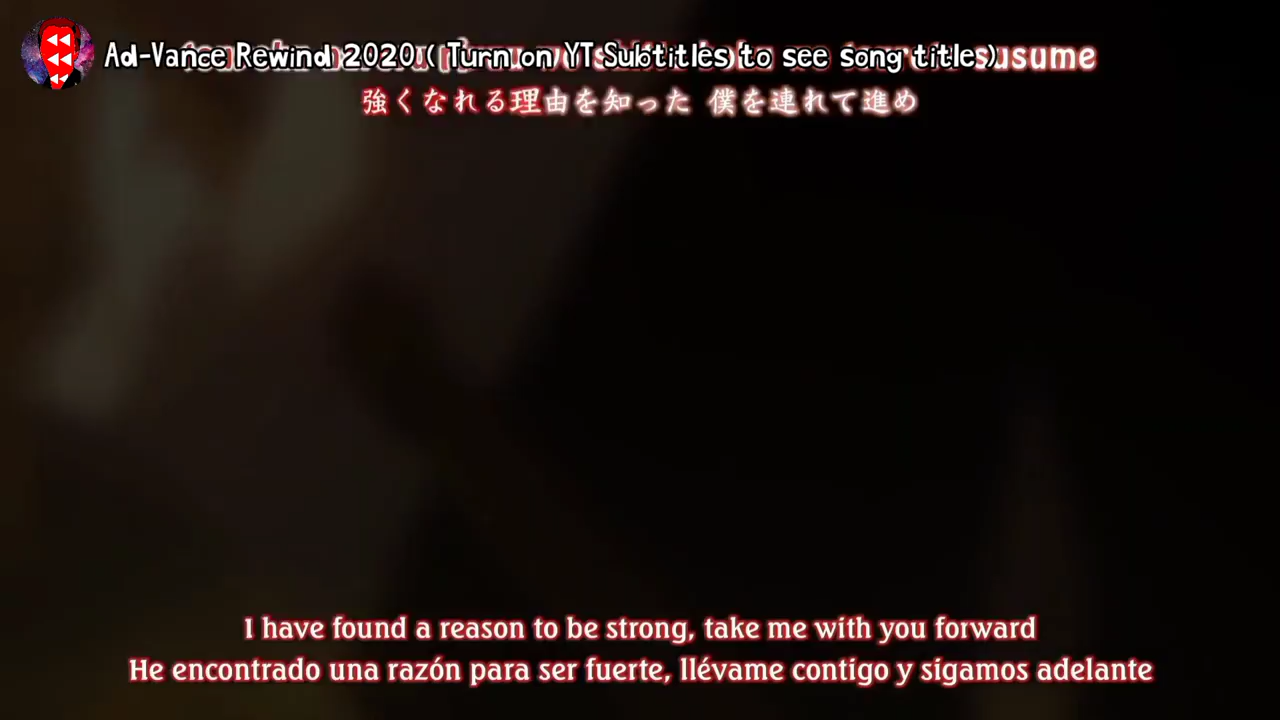 Ad-Vance Rewind 2020 ( Turn on YT Subtitles to see song titles)
強くなれる理由を知った 僕を連れて進め
I have found a reason to be strong, take me with you forward
He encontrado una razón para ser fuerte, llévame contigo y sigamos adelante